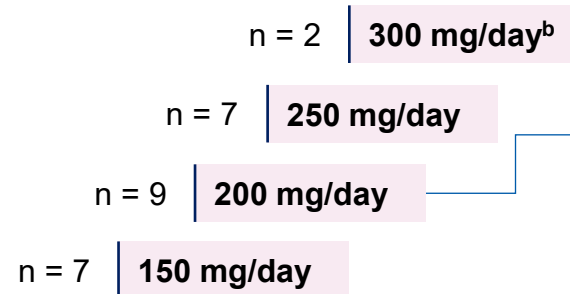 n = 2 300 mg/dayᵇ
n = 7 250 mg/day
n = 9 200 mg/day
n = 7 150 mg/day